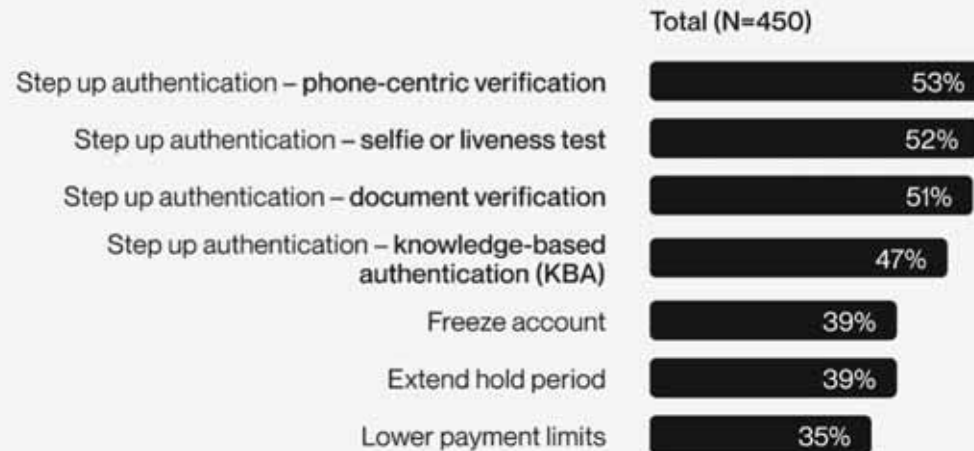 Total (N=450)
Step up authentication – phone-centric verification 53%
Step up authentication – selfie or liveness test 52%
Step up authentication – document verification 51%
Step up authentication – knowledge-based
authentication (KBA) 47%
Freeze account 39%
Extend hold period 39%
Lower payment limits 35%